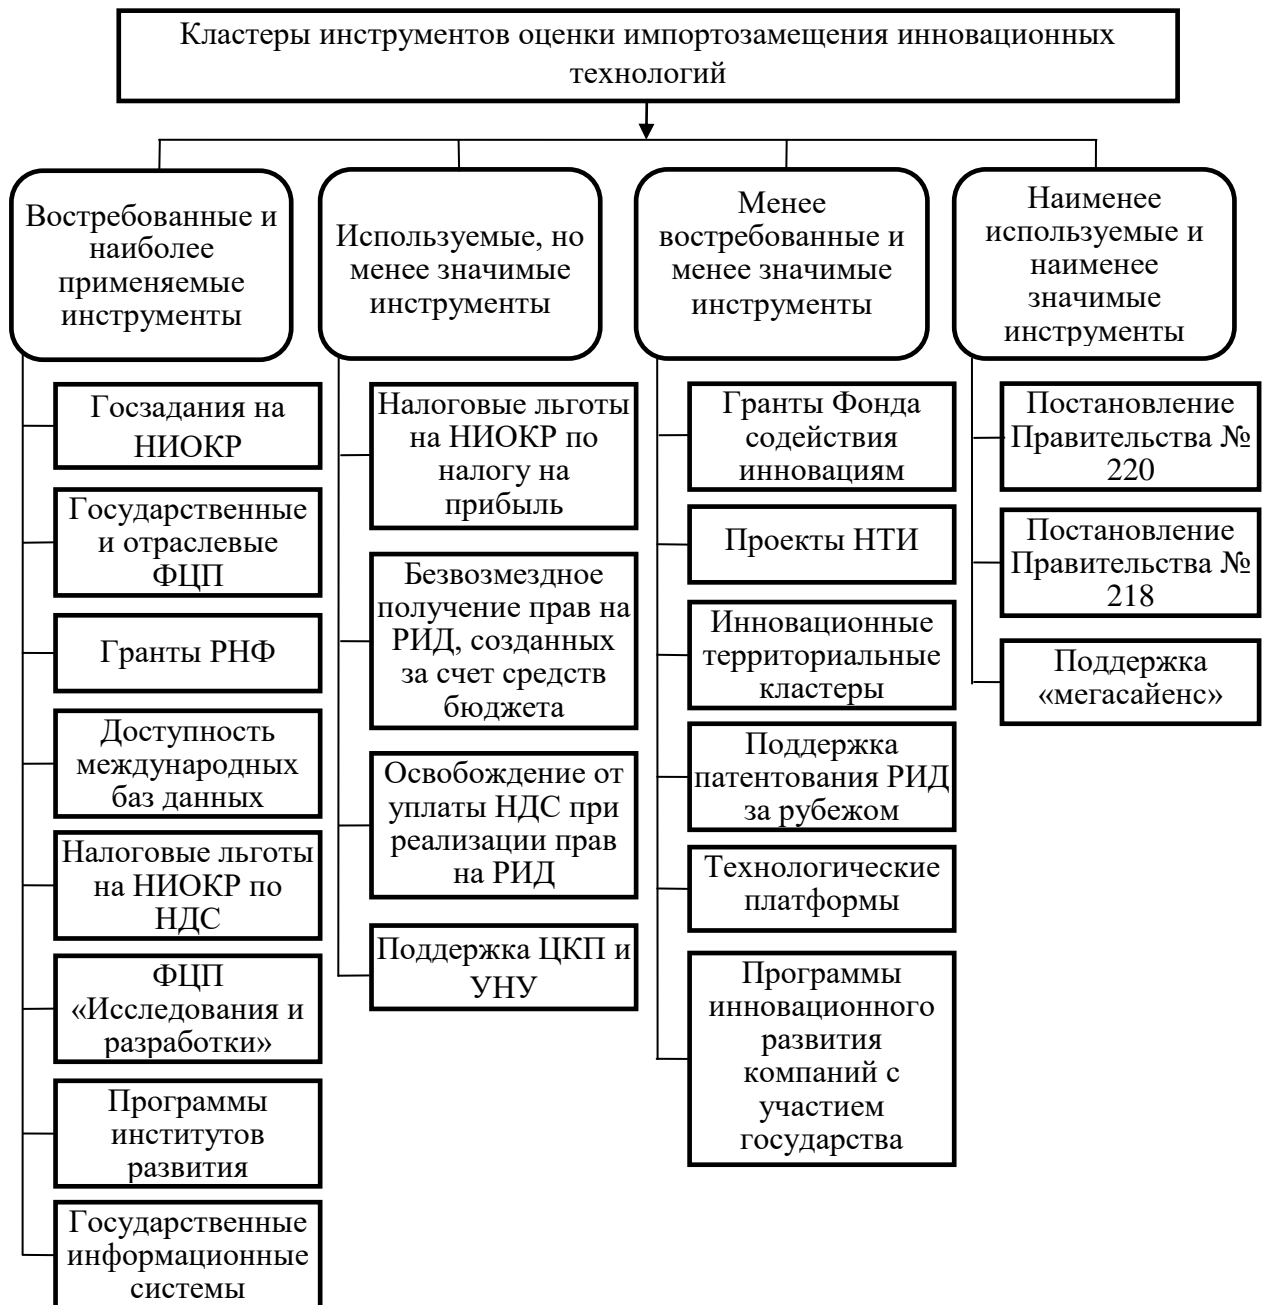 Кластеры инструментов оценки импортозамещения инновационных
технологий
Востребованные и
наиболее
применяемые
инструменты
Госзадания на
НИОКР
Государственные
и отраслевые
ФЦП
Гранты РНФ
Доступность
международных
баз данных
Налоговые льготы
на НИОКР по
НДС
ФЦП
«Исследования и
разработки»
Программы
институтов
развития
Государственные
информационные
системы
Используемые, но
менее значимые
инструменты
Налоговые льготы
на НИОКР по
налогу на
прибыль
Безвозмездное
получение прав на
РИД, созданных
за счет средств
бюджета
Освобождение от
уплаты НДС при
реализации прав
на РИД
Поддержка ЦКП и
УНУ
Менее
востребованные и
менее значимые
инструменты
Гранты Фонда
содействия
инновациям
Проекты НТИ
Инновационные
территориальные
кластеры
Поддержка
патентования РИД
за рубежом
Технологические
платформы
Программы
инновационного
развития
компаний с
участием
государства
Наименее
используемые и
наименее
значимые
инструменты
Постановление
Правительства №
220
Постановление
Правительства №
218
Поддержка
«мегасайенс»